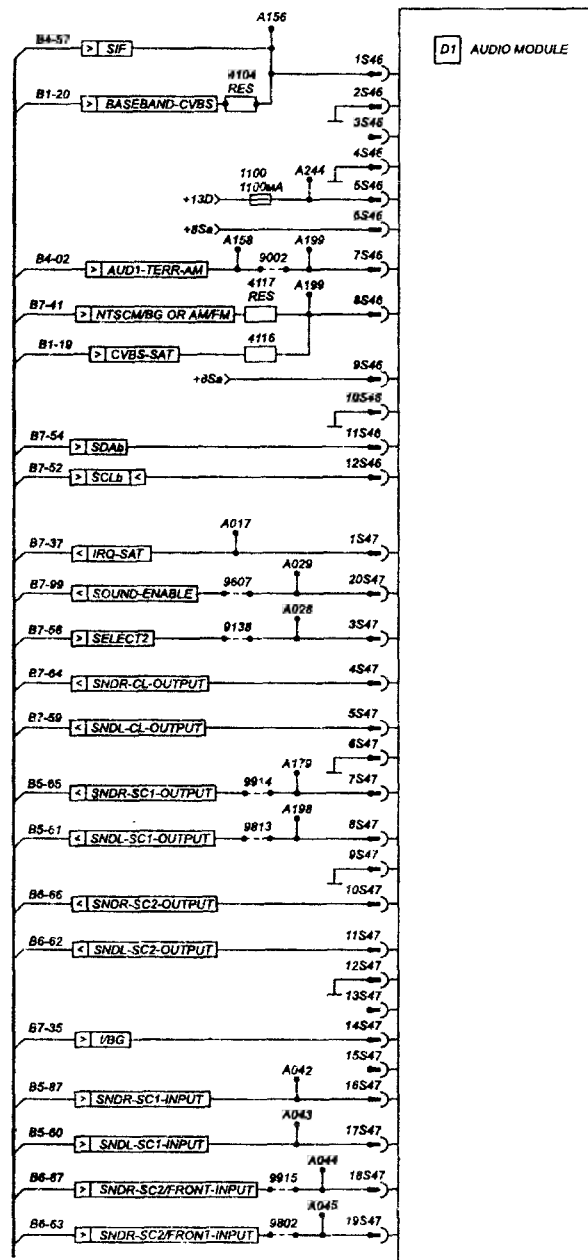 A156
B4-57 > SIF
D1 AUDIO MODULE
4104
RES
1S46
B1-20 > BASEBAND-CVBS
2S46
3S46
4S46
1100
1100mA
A244
+13D
5S46
+8Sa
6S46
A158
9002
A199
B4-02 > AUD1-TERR-AM
7S46
4117
RES
A199
B7-41 > NTSCM/BG OR AM/FM
8S46
B1-19 > CVBS-SAT
4116
9S46
10S46
B7-54 > SDAb
11S46
B7-52 > SCLb <
12S46
A017
B7-37 < IRQ-SAT
1S47
B7-99 < SOUND-ENABLE
9607
A029
20S47
A028
> SELECT2
9138
3S47
B7-64 < SNDR-CL-OUTPUT
4S47
B7-59 < SNDL-CL-OUTPUT
5S47
6S47
A179
B5-65 < SNDR-SC1-OUTPUT
9914
7S47
A198
B5-61 < SNDL-SC1-OUTPUT
9813
8S47
9S47
B6-66 < SNDR-SC2-OUTPUT
10S47
B6-62 < SNDL-SC2-OUTPUT
11S47
12S47
13S47
B7-35 > I/BG
14S47
15S47
A042
B5-87 > SNDR-SC1-INPUT
16S47
A043
B5-60 > SNDL-SC1-INPUT
17S47
A044
B6-67 > SNDR-SC2/FRONT-INPUT
9915
18S47
A045
B6-63 > SNDR-SC2/FRONT-INPUT
9802
19S47